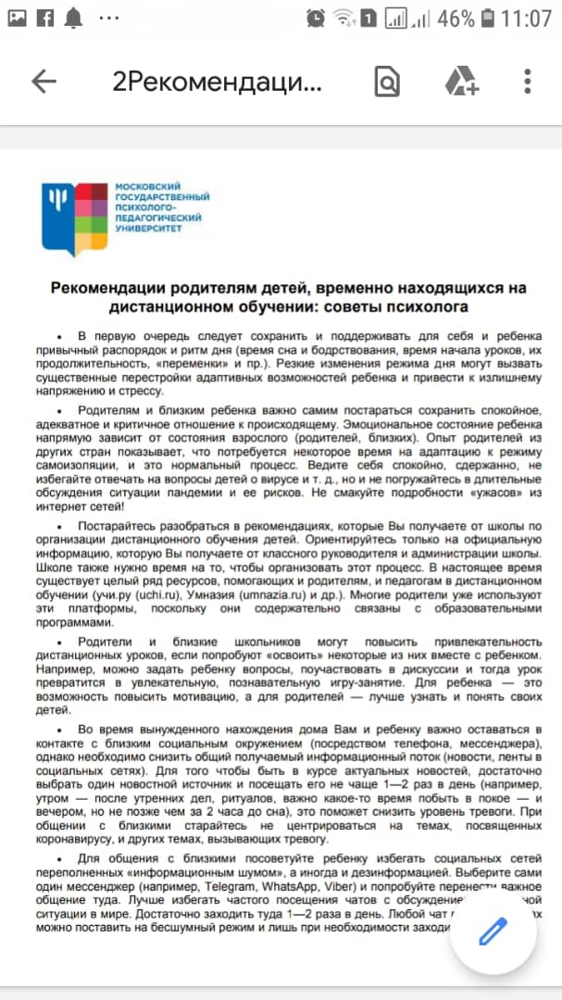 46% 11:07
2Рекомендаци...
МОСКОВСКИЙ
ГОСУДАРСТВЕННЫЙ
ПСИХОЛОГО-
ПЕДАГОГИЧЕСКИЙ
УНИВЕРСИТЕТ
Рекомендации родителям детей, временно находящихся на
дистанционном обучении: советы психолога
• В первую очередь следует сохранить и поддерживать для себя и ребенка
привычный распорядок и ритм дня (время сна и бодрствования, время начала уроков, их
продолжительность, «переменки» и пр.). Резкие изменения режима дня могут вызвать
существенные перестройки адаптивных возможностей ребенка и привести к излишнему
напряжению и стрессу.
• Родителям и близким ребенка важно самим постараться сохранить спокойное,
адекватное и критичное отношение к происходящему. Эмоциональное состояние ребенка
напрямую зависит от состояния взрослого (родителей, близких). Опыт родителей из
других стран показывает, что потребуется некоторое время на адаптацию к режиму
самоизоляции, и это нормальный процесс. Ведите себя спокойно, сдержанно, не
избегайте отвечать на вопросы детей о вирусе и т. д., но и не погружайтесь в длительные
обсуждения ситуации пандемии и ее рисков. Не смакуйте подробности «ужасов» из
интернет сетей!
• Постарайтесь разобраться в рекомендациях, которые Вы получаете от школы по
организации дистанционного обучения детей. Ориентируйтесь только на официальную
информацию, которую Вы получаете от классного руководителя и администрации школы.
Школе также нужно время на то, чтобы организовать этот процесс. В настоящее время
существует целый ряд ресурсов, помогающих и родителям, и педагогам в дистанционном
обучении (учи.ру (uchi.ru), Умназия (umnazia.ru) и др.). Многие родители уже используют
эти платформы, поскольку они содержательно связаны с образовательными
программами.
• Родители и близкие школьников могут повысить привлекательность
дистанционных уроков, если попробуют «освоить» некоторые из них вместе с ребенком.
Например, можно задать ребенку вопросы, поучаствовать в дискуссии и тогда урок
превратится в увлекательную, познавательную игру-занятие. Для ребенка — это
возможность повысить мотивацию, а для родителей — лучше узнать и понять своих
детей.
• Во время вынужденного нахождения дома Вам и ребенку важно оставаться в
контакте с близким социальным окружением (посредством телефона, мессенджера),
однако необходимо снизить общий получаемый информационный поток (новости, ленты в
социальных сетях). Для того чтобы быть в курсе актуальных новостей, достаточно
выбрать один новостной источник и посещать его не чаще 1—2 раз в день (например,
утром — после утренних дел, ритуалов, важно какое-то время побыть в покое — и
вечером, но не позже чем за 2 часа до сна), это поможет снизить уровень тревоги. При
общении с близкими старайтесь не центрироваться на темах, посвященных
коронавирусу, и других темах, вызывающих тревогу.
• Для общения с близкими посоветуйте ребенку избегать социальных сетей
переполненных «информационным шумом», а иногда и дезинформацией. Выберите сами
один мессенджер (например, Telegram, WhatsApp, Viber) и попробуйте перенести важное
общение туда. Лучше избегать частого посещения чатов с обсуждение ной
ситуации в мире. Достаточно заходить туда 1—2 раза в день. Любой чат
можно поставить на бесшумный режим и лишь при необходимости заходи